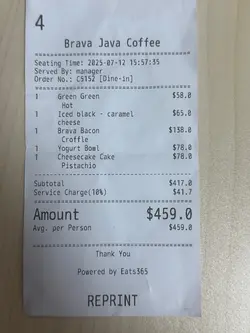 4
Brava Java Coffee
Seating Time: 2025-07-12 15:57:35
Served By: manager
Order No.: C9152 [Dine-in]
1 Green Green $58.0
Hot
1 Iced black - caramel $65.0
cheese
1 Brava Bacon $138.0
Croffle
1 Yogurt Bowl $78.0
1 Cheesecake Cake $78.0
Pistachio
Subtotal $417.0
Service Charge(10%) $41.7
Amount $459.0
Avg. per Person $459.0
Thank You
Powered by Eats365
REPRINT